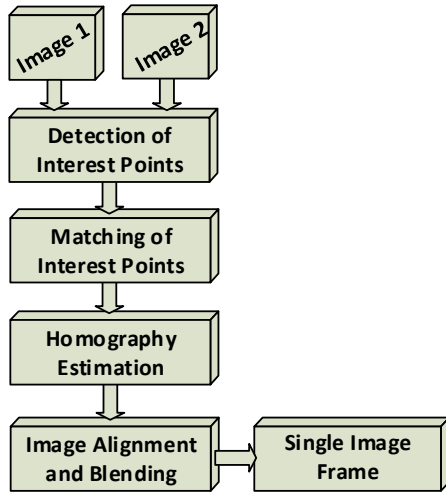 Image 1
Image 2
Detection of
Interest Points
Matching of
Interest Points
Homography
Estimation
Image Alignment
and Blending
Single Image
Frame